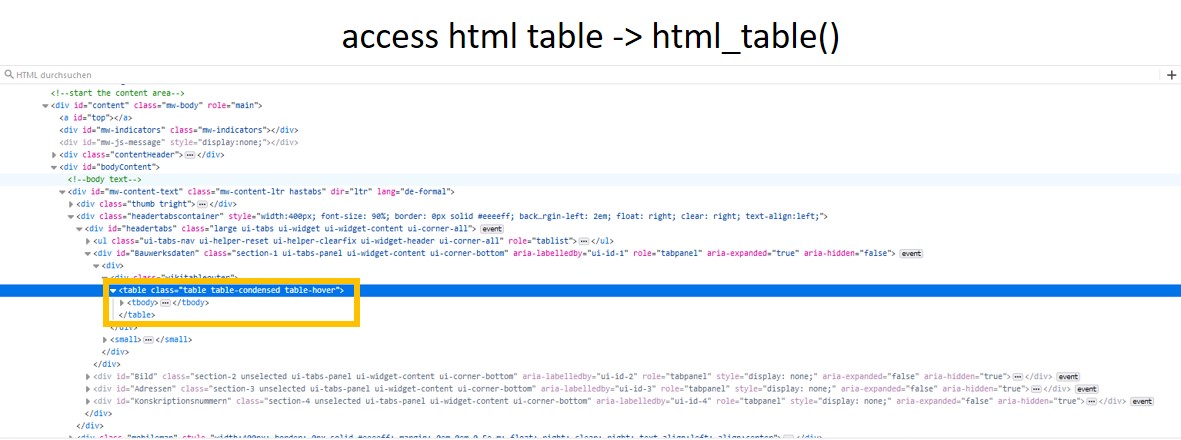 access html table -> html_table()
HTML durchsuchen
<!--start the content area-->
<div id="content" class="mw-body" role="main">
<a id="top"></a>
<div id="mw-indicators" class="mw-indicators"></div>
<div id="mw-js-message" style="display:none;"></div>
<div class="contentHeader"></div>
<div id="bodyContent">
<!--body text-->
<div id="mw-content-text" class="mw-content-ltr hastabs" dir="ltr" lang="de-formal">
<div class="thumb tright"></div>
<div class="headertabscontainer" style="width:400px; font-size: 90%; border: 0px solid #eeeeff; back…rgin-left: 2em; float: right; clear: right; text-align:left;">
<div id="headertabs" class="large ui-tabs ui-widget ui-widget-content ui-corner-all"> event
<ul class="ui-tabs-nav ui-helper-reset ui-helper-clearfix ui-widget-header ui-corner-all" role="tablist"></ul>
<div id="Bauwerksdaten" class="section-1 ui-tabs-panel ui-widget-content ui-corner-bottom" aria-labelledby="ui-id-1" role="tabpanel" aria-expanded="true" aria-hidden="false"> event
<div>
<div class="wikitableouter">
<table class="table table-condensed table-hover">
<tbody></tbody>
</table>
</div>
<small></small>
</div>
</div>
<div id="Bild" class="section-2 unselected ui-tabs-panel ui-widget-content ui-corner-bottom" aria-labelledby="ui-id-2" role="tabpanel" style="display: none;" aria-expanded="false" aria-hidden="true"></div> event
<div id="Adressen" class="section-3 unselected ui-tabs-panel ui-widget-content ui-corner-bottom" aria-labelledby="ui-id-3" role="tabpanel" style="display: none;" aria-expanded="false" aria-hidden="true"></div> event
<div id="Konskriptionsnummern" class="section-4 unselected ui-tabs-panel ui-widget-content ui-corner-bottom" aria-labelledby="ui-id-4" role="tabpanel" style="display: none;" aria-expanded="false" aria-hidden="true"></div> event
</div>
</div>